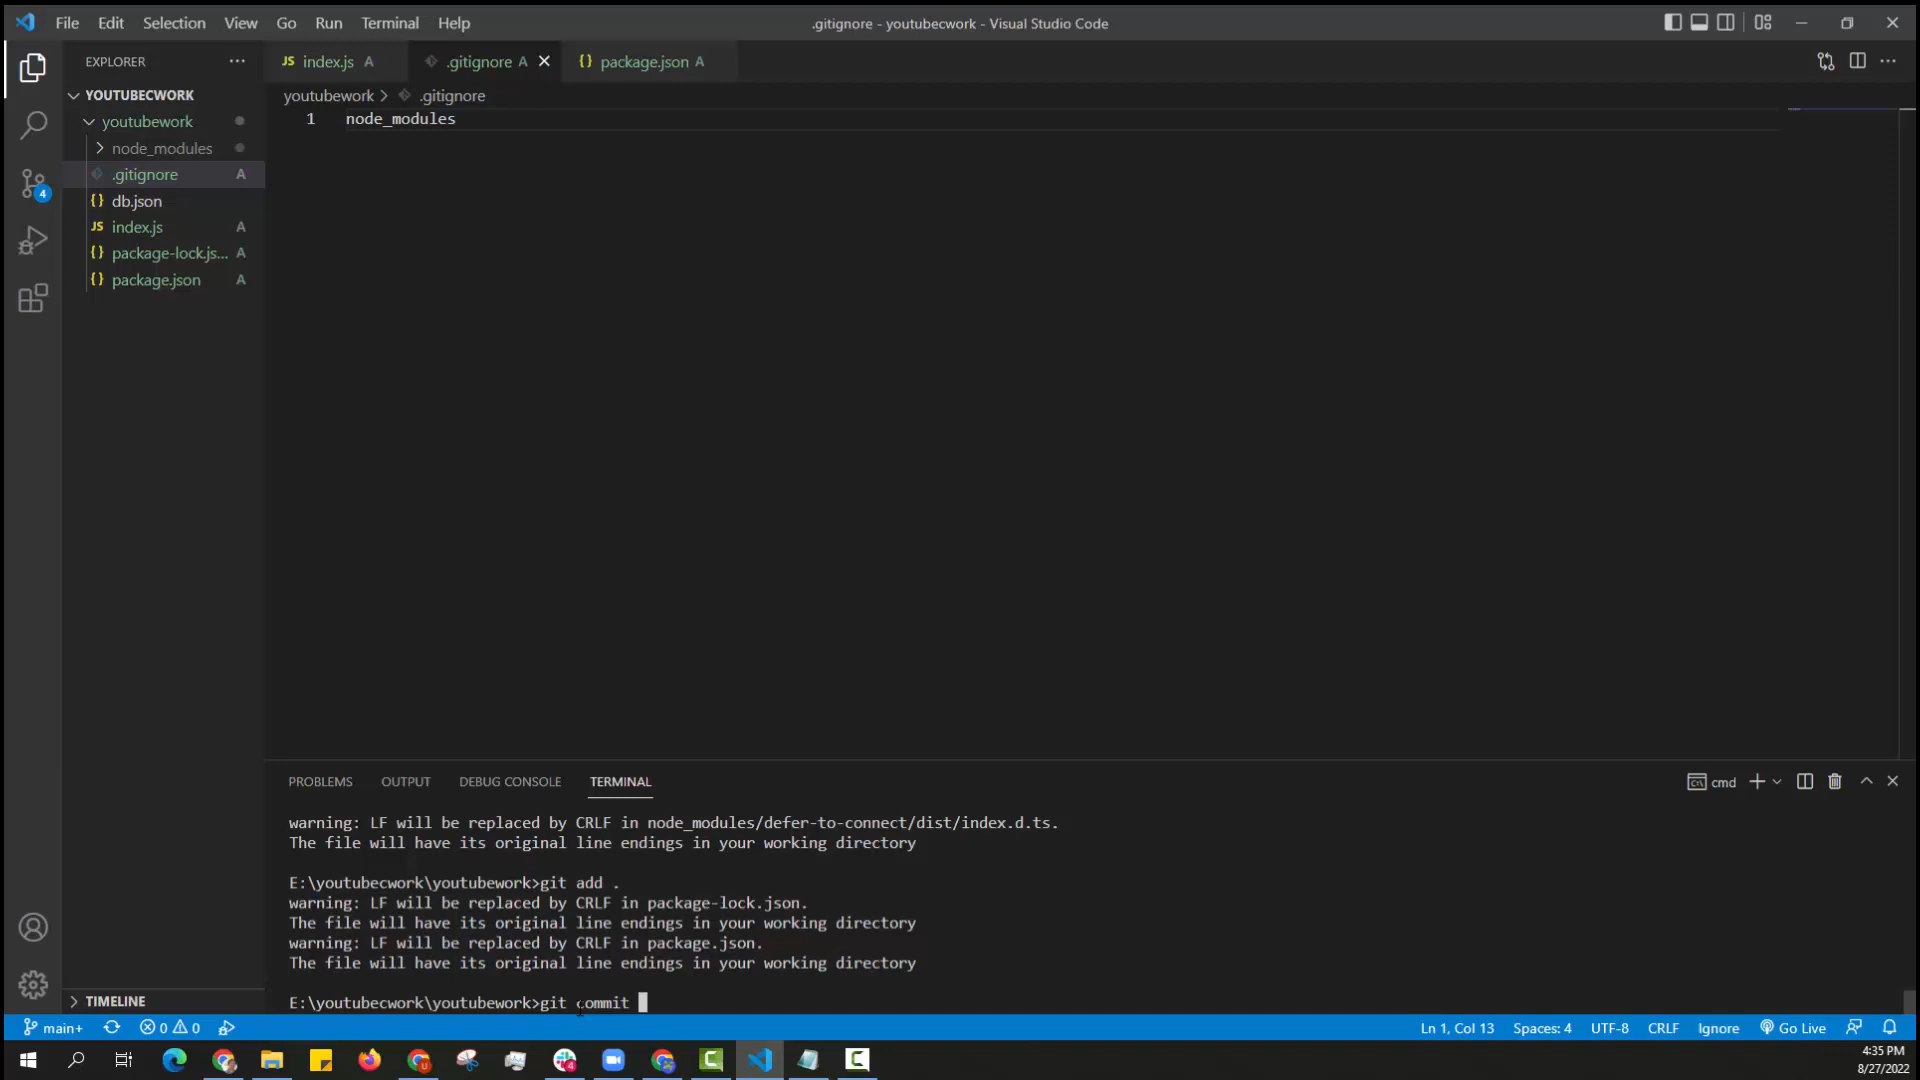 File Edit Selection View Go Run Terminal Help
.gitignore - youtubecwork - Visual Studio Code
EXPLORER
YOUTUBECWORK
youtubework
node_modules
.gitignore A
db.json
JS index.js A
package-lock.js... A
package.json A
TIMELINE
JS index.js A
.gitignore A
{} package.json A
youtubework > .gitignore
1 node_modules
PROBLEMS OUTPUT DEBUG CONSOLE TERMINAL
cmd
warning: LF will be replaced by CRLF in node_modules/defer-to-connect/dist/index.d.ts.
The file will have its original line endings in your working directory
E:\youtubecwork\youtubework>git add .
warning: LF will be replaced by CRLF in package-lock.json.
The file will have its original line endings in your working directory
warning: LF will be replaced by CRLF in package.json.
The file will have its original line endings in your working directory
E:\youtubecwork\youtubework>git commit
4
main+ 0 0
Ln 1, Col 13 Spaces: 4 UTF-8 CRLF Ignore Go Live
4:35 PM
8/27/2022